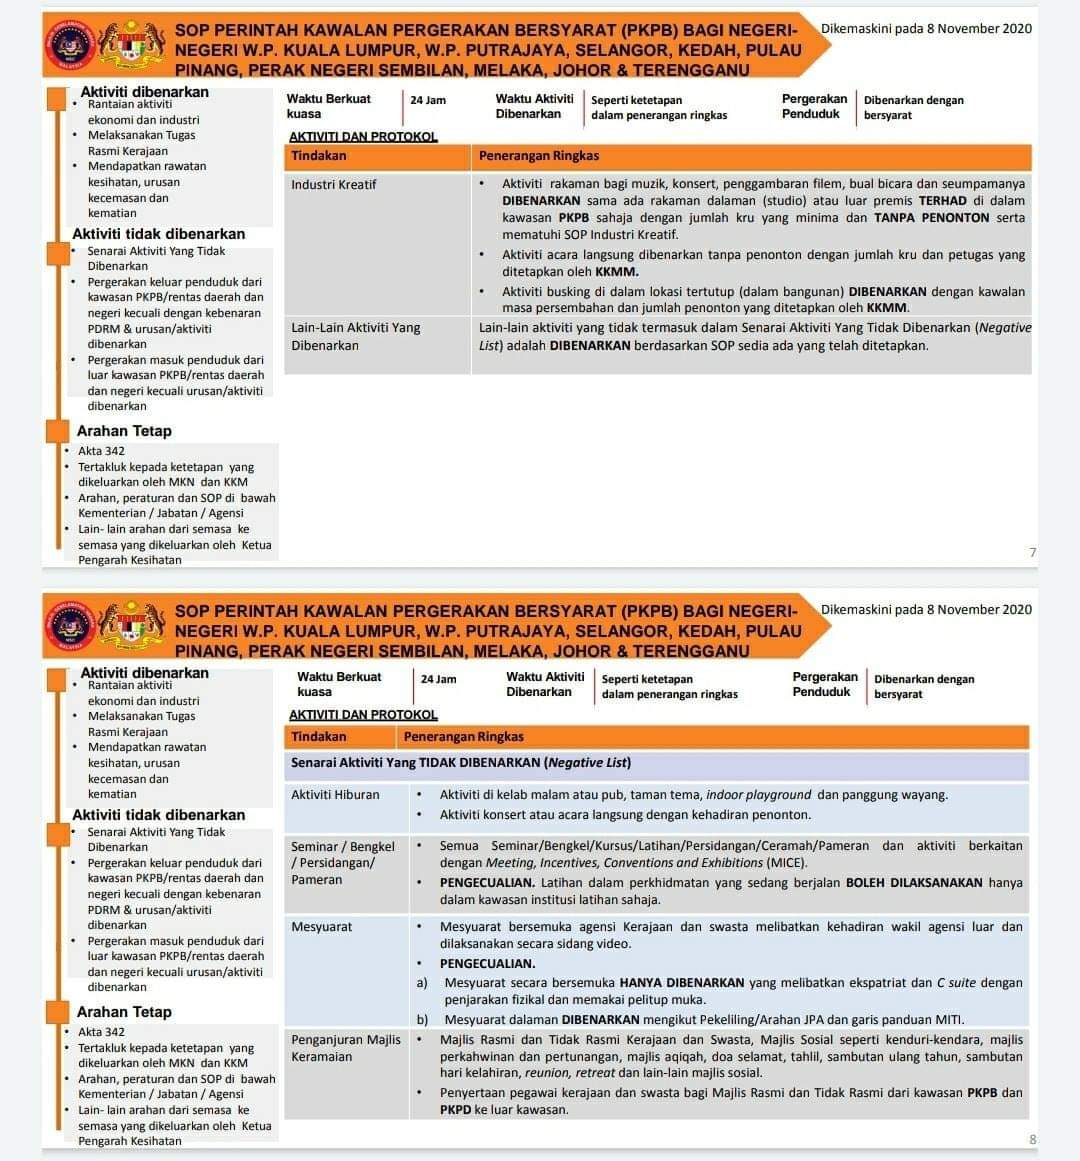 SOP PERINTAH KAWALAN PERGERAKAN BERSYARAT (PKPB) BAGI NEGERI-
NEGERI W.P. KUALA LUMPUR, W.P. PUTRAJAYA, SELANGOR, KEDAH, PULAU
PINANG, PERAK NEGERI SEMBILAN, MELAKA, JOHOR & TERENGGANU
Dikemaskini pada 8 November 2020
Aktiviti dibenarkan
• Rantaian aktiviti
ekonomi dan industri
• Melaksanakan Tugas
Rasmi Kerajaan
• Mendapatkan rawatan
kesihatan, urusan
kecemasan dan
kematian
Aktiviti tidak dibenarkan
• Senarai Aktiviti Yang Tidak
Dibenarkan
• Pergerakan keluar penduduk dari
kawasan PKPB/rentas daerah dan
negeri kecuali dengan kebenaran
PDRM & urusan/aktiviti
dibenarkan
• Pergerakan masuk penduduk dari
luar kawasan PKPB/rentas daerah
dan negeri kecuali urusan/aktiviti
dibenarkan
Arahan Tetap
• Akta 342
• Tertakluk kepada ketetapan yang
dikeluarkan oleh MKN dan KKM
• Arahan, peraturan dan SOP di bawah
Kementerian / Jabatan / Agensi
• Lain- lain arahan dari semasa ke
semasa yang dikeluarkan oleh Ketua
Pengarah Kesihatan
Waktu Berkuat
kuasa
24 Jam
Waktu Aktiviti
Dibenarkan
Seperti ketetapan
dalam penerangan ringkas
Pergerakan
Penduduk
Dibenarkan dengan
bersyarat
AKTIVITI DAN PROTOKOL
Tindakan
Penerangan Ringkas
Industri Kreatif
• Aktiviti rakaman bagi muzik, konsert, penggambaran filem, bual bicara dan seumpamanya
DIBENARKAN sama ada rakaman dalaman (studio) atau luar premis TERHAD di dalam
kawasan PKPB sahaja dengan jumlah kru yang minima dan TANPA PENONTON serta
mematuhi SOP Industri Kreatif.
• Aktiviti acara langsung dibenarkan tanpa penonton dengan jumlah kru dan petugas yang
ditetapkan oleh KKMM.
• Aktiviti busking di dalam lokasi tertutup (dalam bangunan) DIBENARKAN dengan kawalan
masa persembahan dan jumlah penonton yang ditetapkan oleh KKMM.
Lain-Lain Aktiviti Yang
Dibenarkan
Lain-lain aktiviti yang tidak termasuk dalam Senarai Aktiviti Yang Tidak Dibenarkan (Negative
List) adalah DIBENARKAN berdasarkan SOP sedia ada yang telah ditetapkan.
7
SOP PERINTAH KAWALAN PERGERAKAN BERSYARAT (PKPB) BAGI NEGERI-
NEGERI W.P. KUALA LUMPUR, W.P. PUTRAJAYA, SELANGOR, KEDAH, PULAU
PINANG, PERAK NEGERI SEMBILAN, MELAKA, JOHOR & TERENGGANU
Dikemaskini pada 8 November 2020
Aktiviti dibenarkan
• Rantaian aktiviti
ekonomi dan industri
• Melaksanakan Tugas
Rasmi Kerajaan
• Mendapatkan rawatan
kesihatan, urusan
kecemasan dan
kematian
Aktiviti tidak dibenarkan
• Senarai Aktiviti Yang Tidak
Dibenarkan
• Pergerakan keluar penduduk dari
kawasan PKPB/rentas daerah dan
negeri kecuali dengan kebenaran
PDRM & urusan/aktiviti
dibenarkan
• Pergerakan masuk penduduk dari
luar kawasan PKPB/rentas daerah
dan negeri kecuali urusan/aktiviti
dibenarkan
Arahan Tetap
• Akta 342
• Tertakluk kepada ketetapan yang
dikeluarkan oleh MKN dan KKM
• Arahan, peraturan dan SOP di bawah
Kementerian / Jabatan / Agensi
• Lain- lain arahan dari semasa ke
semasa yang dikeluarkan oleh Ketua
Pengarah Kesihatan
Waktu Berkuat
kuasa
24 Jam
Waktu Aktiviti
Dibenarkan
Seperti ketetapan
dalam penerangan ringkas
Pergerakan
Penduduk
Dibenarkan dengan
bersyarat
AKTIVITI DAN PROTOKOL
Tindakan
Penerangan Ringkas
Senarai Aktiviti Yang TIDAK DIBENARKAN (Negative List)
Aktiviti Hiburan
• Aktiviti di kelab malam atau pub, taman tema, indoor playground dan panggung wayang.
• Aktiviti konsert atau acara langsung dengan kehadiran penonton.
Seminar / Bengkel
/ Persidangan/
Pameran
• Semua Seminar/Bengkel/Kursus/Latihan/Persidangan/Ceramah/Pameran dan aktiviti berkaitan
dengan Meeting, Incentives, Conventions and Exhibitions (MICE).
• PENGECUALIAN. Latihan dalam perkhidmatan yang sedang berjalan BOLEH DILAKSANAKAN hanya
dalam kawasan institusi latihan sahaja.
Mesyuarat
• Mesyuarat bersemuka agensi Kerajaan dan swasta melibatkan kehadiran wakil agensi luar dan
dilaksanakan secara sidang video.
• PENGECUALIAN.
a) Mesyuarat secara bersemuka HANYA DIBENARKAN yang melibatkan ekspatriat dan C suite dengan
penjarakan fizikal dan memakai pelitup muka.
b) Mesyuarat dalaman DIBENARKAN mengikut Pekeliling/Arahan JPA dan garis panduan MITI.
Penganjuran Majlis
Keramaian
• Majlis Rasmi dan Tidak Rasmi Kerajaan dan Swasta, Majlis Sosial seperti kenduri-kendara, majlis
perkahwinan dan pertunangan, majlis aqiqah, doa selamat, tahlil, sambutan ulang tahun, sambutan
hari kelahiran, reunion, retreat dan lain-lain majlis sosial.
• Penyertaan pegawai kerajaan dan swasta bagi Majlis Rasmi dan Tidak Rasmi dari kawasan PKPB dan
PKPD ke luar kawasan.
8